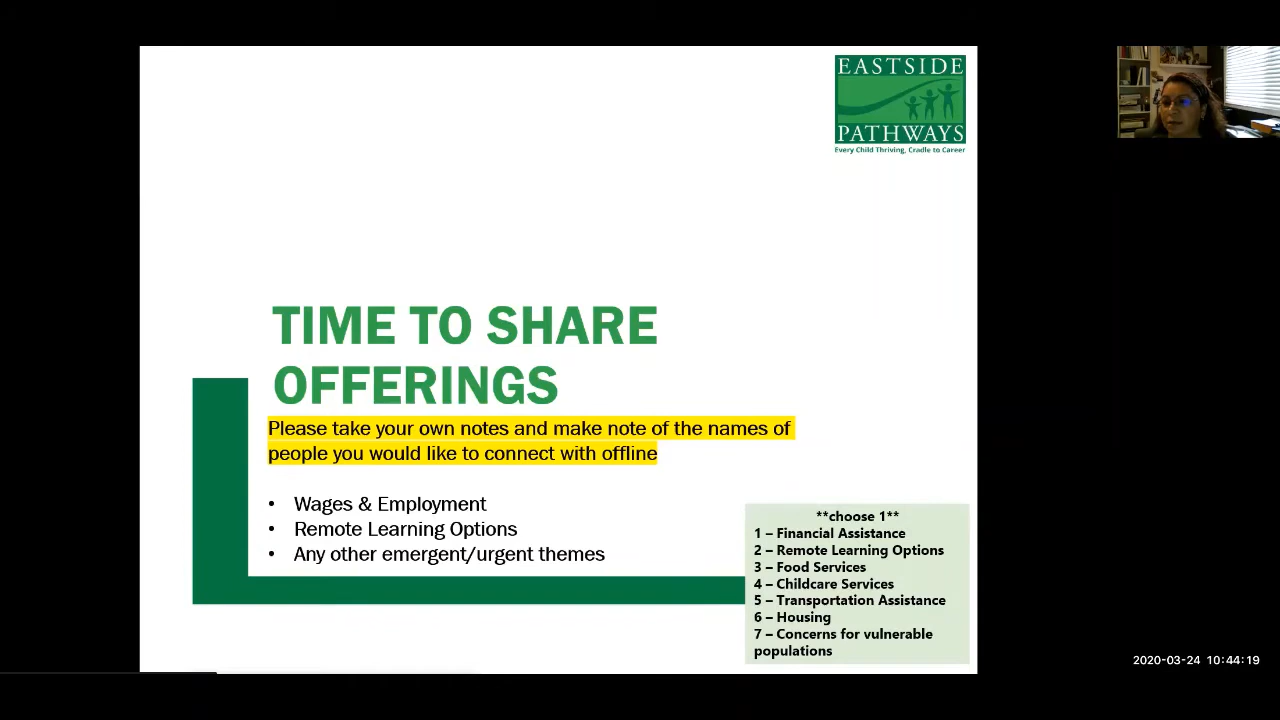 EASTSIDE
PATHWAYS
Every Child Thriving, Cradle to Career
TIME TO SHARE
OFFERINGS
Please take your own notes and make note of the names of
people you would like to connect with offline
• Wages & Employment
• Remote Learning Options
• Any other emergent/urgent themes
**choose 1**
1 – Financial Assistance
2 – Remote Learning Options
3 – Food Services
4 – Childcare Services
5 – Transportation Assistance
6 – Housing
7 – Concerns for vulnerable
populations
2020-03-24 10:44:19